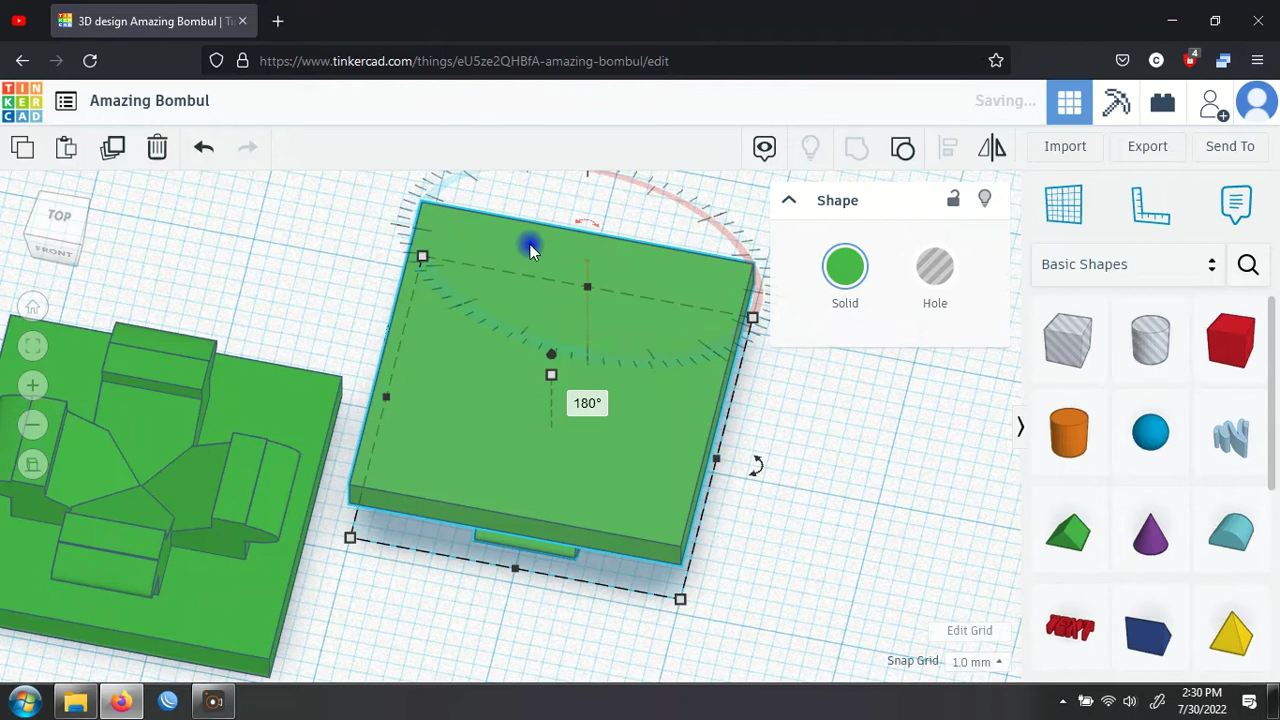 3D design Amazing Bombul | Ti
https://www.tinkercad.com/things/eU5ze2QHBfA-amazing-bombul/edit
4
TIN
KER
CAD
Amazing Bombul
Saving...
Import
Export
Send To
TOP
FRONT
Shape
Solid
Hole
Basic Shapes
180°
TEXT
Edit Grid
Snap Grid
1.0 mm
2:30 PM
7/30/2022